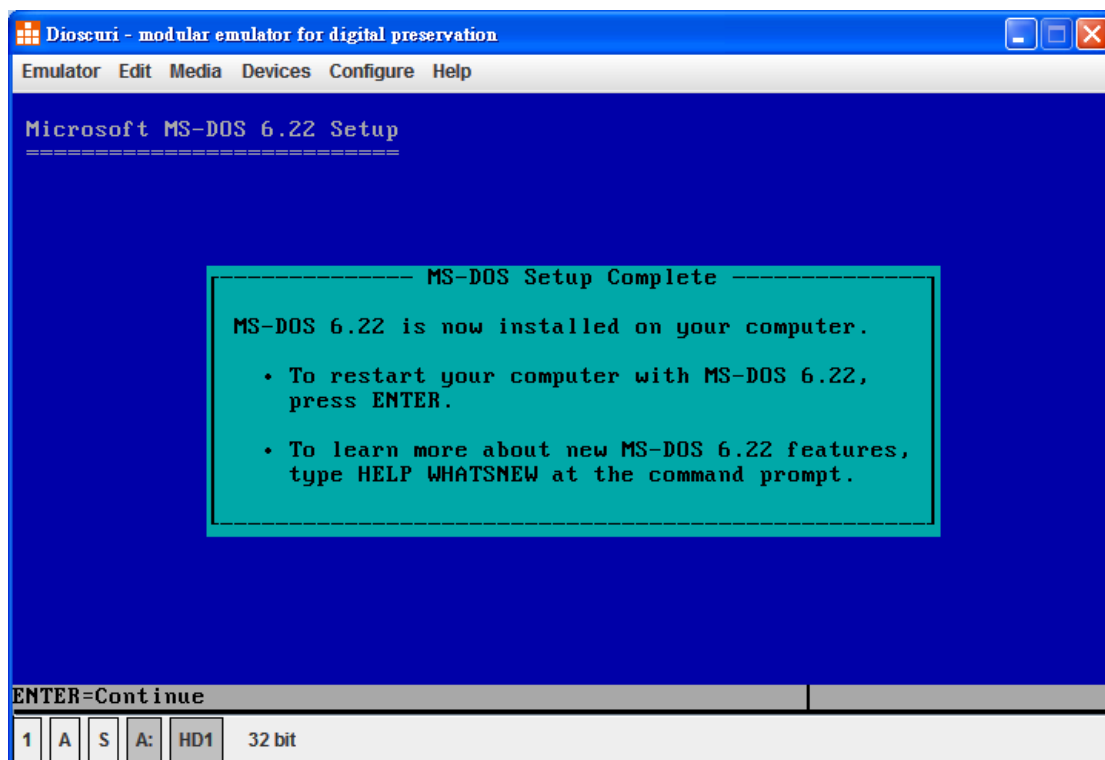 Dioscuri - modular emulator for digital preservation
Emulator Edit Media Devices Configure Help
Microsoft MS-DOS 6.22 Setup
MS-DOS Setup Complete
MS-DOS 6.22 is now installed on your computer.
• To restart your computer with MS-DOS 6.22,
press ENTER.
• To learn more about new MS-DOS 6.22 features,
type HELP WHATSNEW at the command prompt.
ENTER=Continue
1 A S A: HD1 32 bit